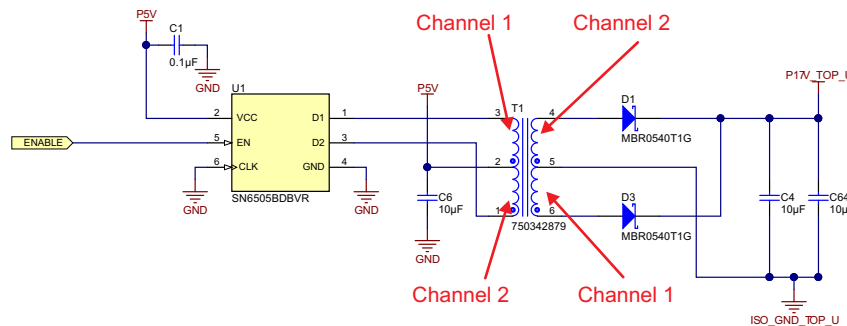 Channel 1
Channel 2
P5V
C1
0.1µF
GND
U1
P5V
T1
P17V_TOP_U
2
VCC
D1
1
3
4
D1
MBR0540T1G
ENABLE
5
EN
D2
3
6
CLK
GND
4
2
5
GND
SN6505BDBVR
GND
C6
10µF
1
6
D3
MBR0540T1G
C4
10µF
C64
10µF
750342879
GND
Channel 2
Channel 1
ISO_GND_TOP_U